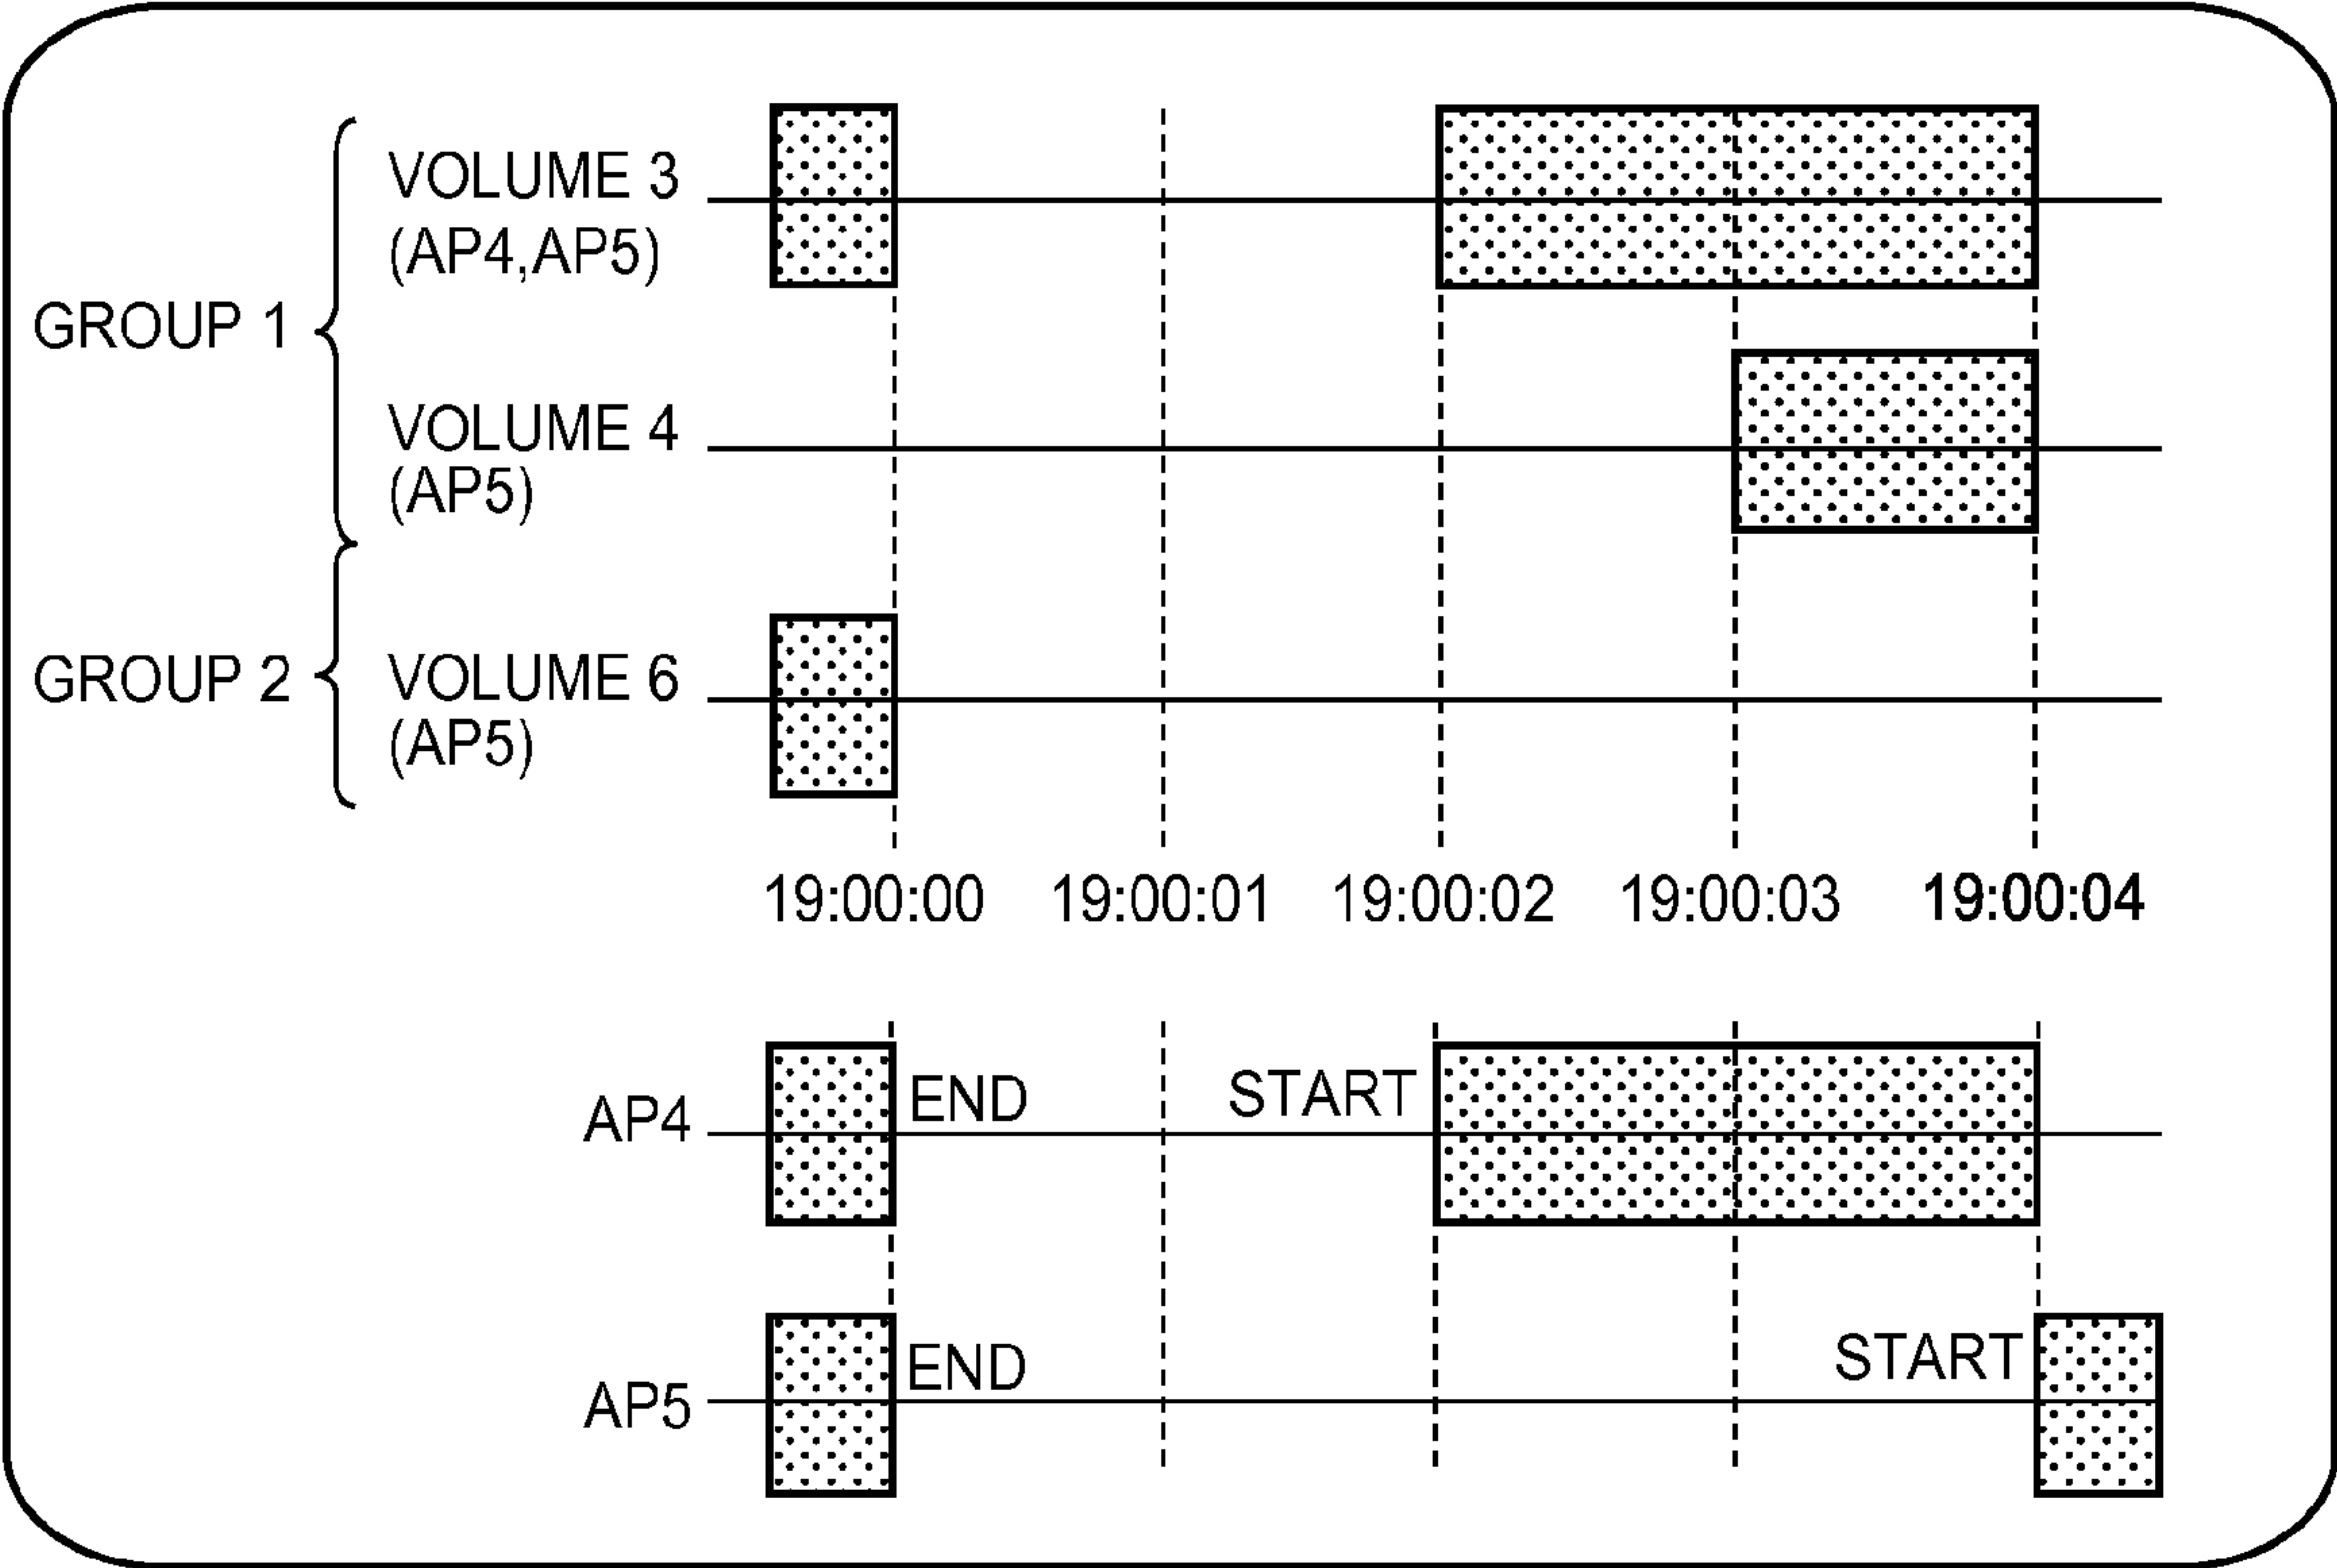 GROUP 1
VOLUME 3
(AP4,AP5)
VOLUME 4
(AP5)
GROUP 2
VOLUME 6
(AP5)
19:00:00 19:00:01 19:00:02 19:00:03 19:00:04
AP4 END START
AP5 END START